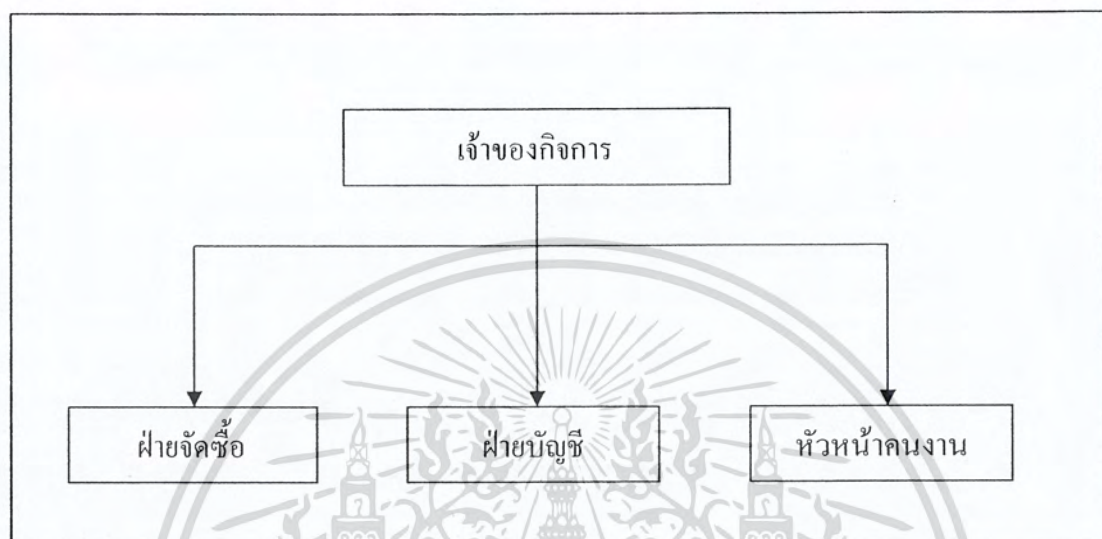 เจ้าของกิจการ
ฝ่ายจัดซื้อ
ฝ่ายบัญชี
หัวหน้าคนงาน